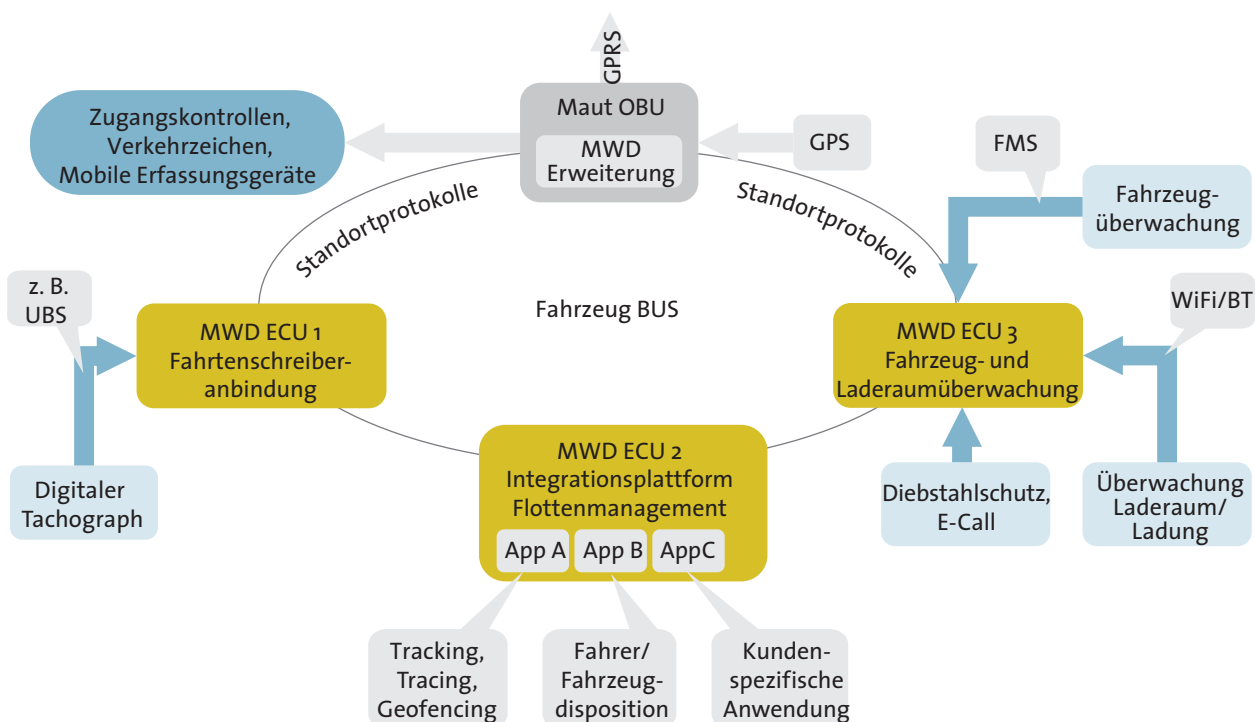 GPRS
Maut OBU
MWD
Erweiterung
Zugangskontrollen,
Verkehrzeichen,
Mobile Erfassungsgeräte
GPS
FMS
Fahrzeug-
überwachung
Standortprotokolle
Standortprotokolle
z. B.
UBS
Fahrzeug BUS
WiFi/BT
MWD ECU 1
Fahrtenschreiber-
anbindung
MWD ECU 3
Fahrzeug- und
Laderaumüberwachung
MWD ECU 2
Integrationsplattform
Flottenmanagement
App A
App B
AppC
Digitaler
Tachograph
Diebstahlschutz,
E-Call
Überwachung
Laderaum/
Ladung
Tracking,
Tracing,
Geofencing
Fahrer/
Fahrzeug-
disposition
Kunden-
spezifische
Anwendung